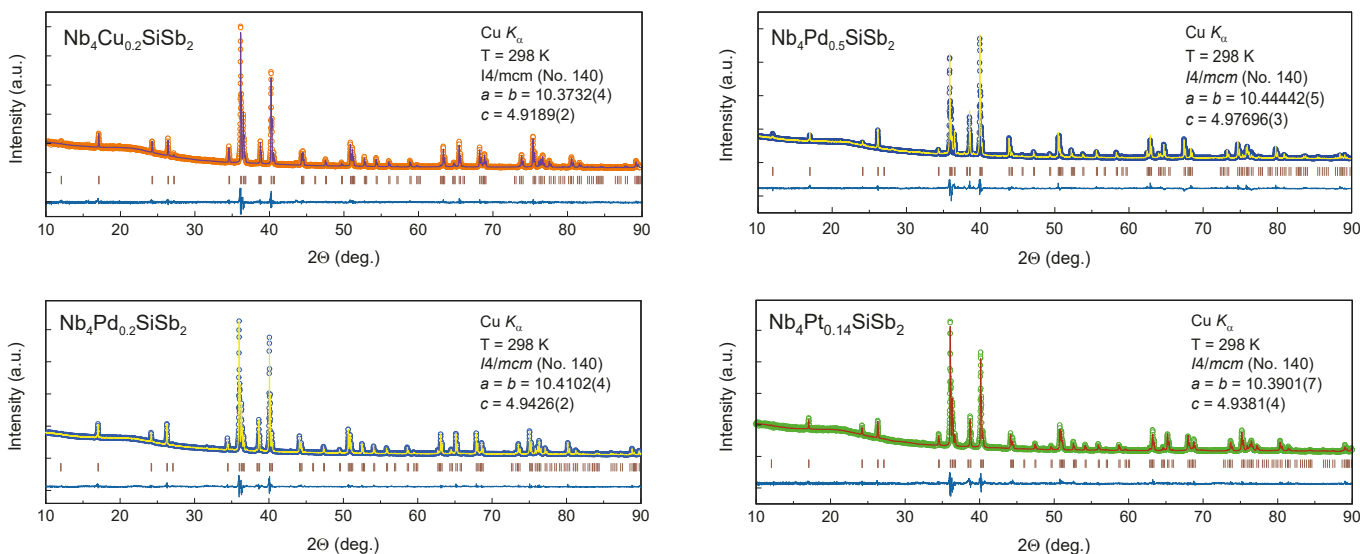 Nb₄Cu₀.₂SiSb₂
Cu Kα
T = 298 K
I4/mcm (No. 140)
a = b = 10.3732(4)
c = 4.9189(2)
Intensity (a.u.)
10 20 30 40 50 60 70 80 90
2Θ (deg.)
Nb₄Pd₀.₅SiSb₂
Cu Kα
T = 298 K
I4/mcm (No. 140)
a = b = 10.44442(5)
c = 4.97696(3)
Intensity (a.u.)
10 20 30 40 50 60 70 80 90
2Θ (deg.)
Nb₄Pd₀.₂SiSb₂
Cu Kα
T = 298 K
I4/mcm (No. 140)
a = b = 10.4102(4)
c = 4.9426(2)
Intensity (a.u.)
10 20 30 40 50 60 70 80 90
2Θ (deg.)
Nb₄Pt₀.₁₄SiSb₂
Cu Kα
T = 298 K
I4/mcm (No. 140)
a = b = 10.3901(7)
c = 4.9381(4)
Intensity (a.u.)
10 20 30 40 50 60 70 80 90
2Θ (deg.)